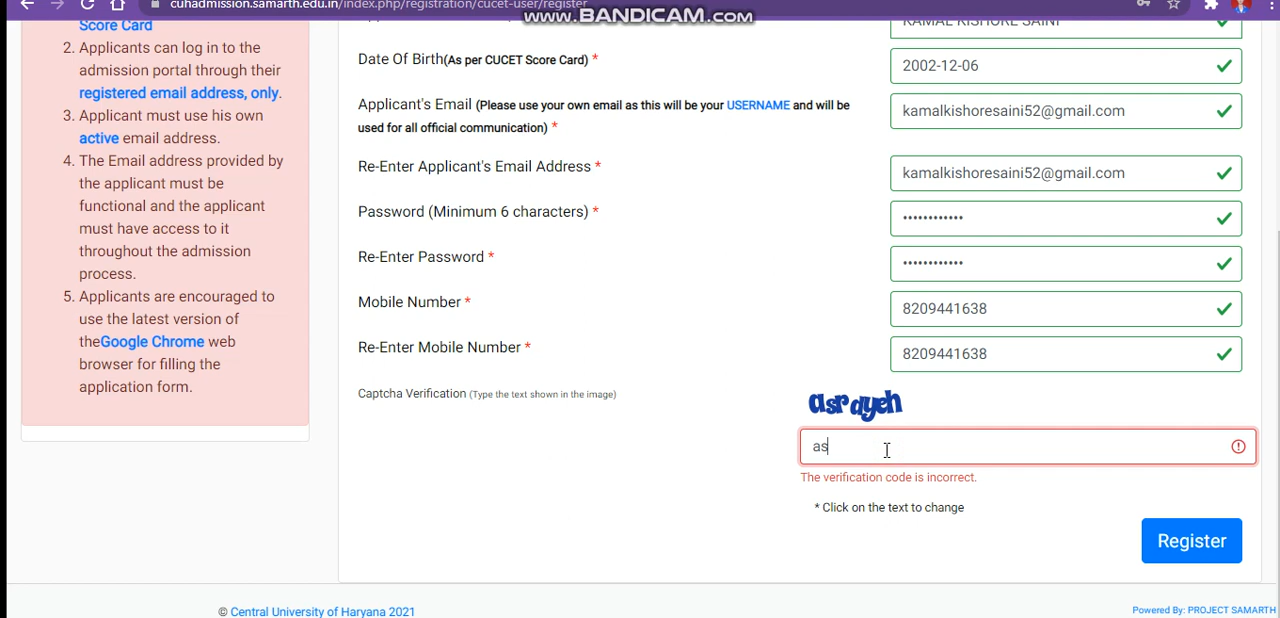 cuhadmission.samarth.edu.in/index.php/registration/cucet-user/register
www.BANDICAM.com
Score Card
2. Applicants can log in to the
admission portal through their
registered email address, only.
3. Applicant must use his own
active email address.
4. The Email address provided by
the applicant must be
functional and the applicant
must have access to it
throughout the admission
process.
5. Applicants are encouraged to
use the latest version of
theGoogle Chrome web
browser for filling the
application form.
KAMAL KISHORE SAINI
Date Of Birth(As per CUCET Score Card) *
2002-12-06
Applicant's Email (Please use your own email as this will be your USERNAME and will be
used for all official communication) *
kamalkishoresaini52@gmail.com
Re-Enter Applicant's Email Address *
kamalkishoresaini52@gmail.com
Password (Minimum 6 characters) *
••••••••••••
Re-Enter Password *
••••••••••••
Mobile Number *
8209441638
Re-Enter Mobile Number *
8209441638
Captcha Verification (Type the text shown in the image)
asrayeh
as
The verification code is incorrect.
* Click on the text to change
Register
© Central University of Haryana 2021
Powered By: PROJECT SAMARTH